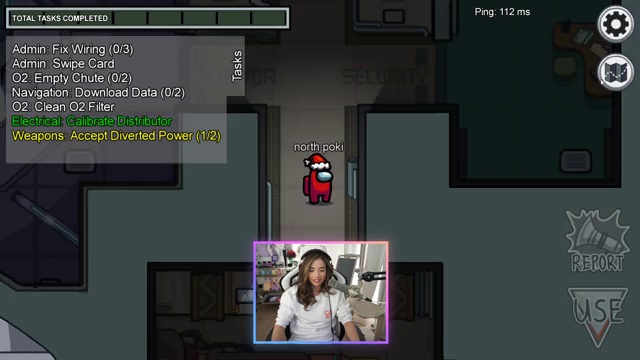 TOTAL TASKS COMPLETED
Ping: 112 ms
Admin: Fix Wiring (0/3)
Admin: Swipe Card
O2: Empty Chute (0/2)
Navigation: Download Data (0/2)
O2: Clean O2 Filter
Electrical: Calibrate Distributor
Weapons: Accept Diverted Power (1/2)
Tasks
SECURITY
north poki
REPORT
USE